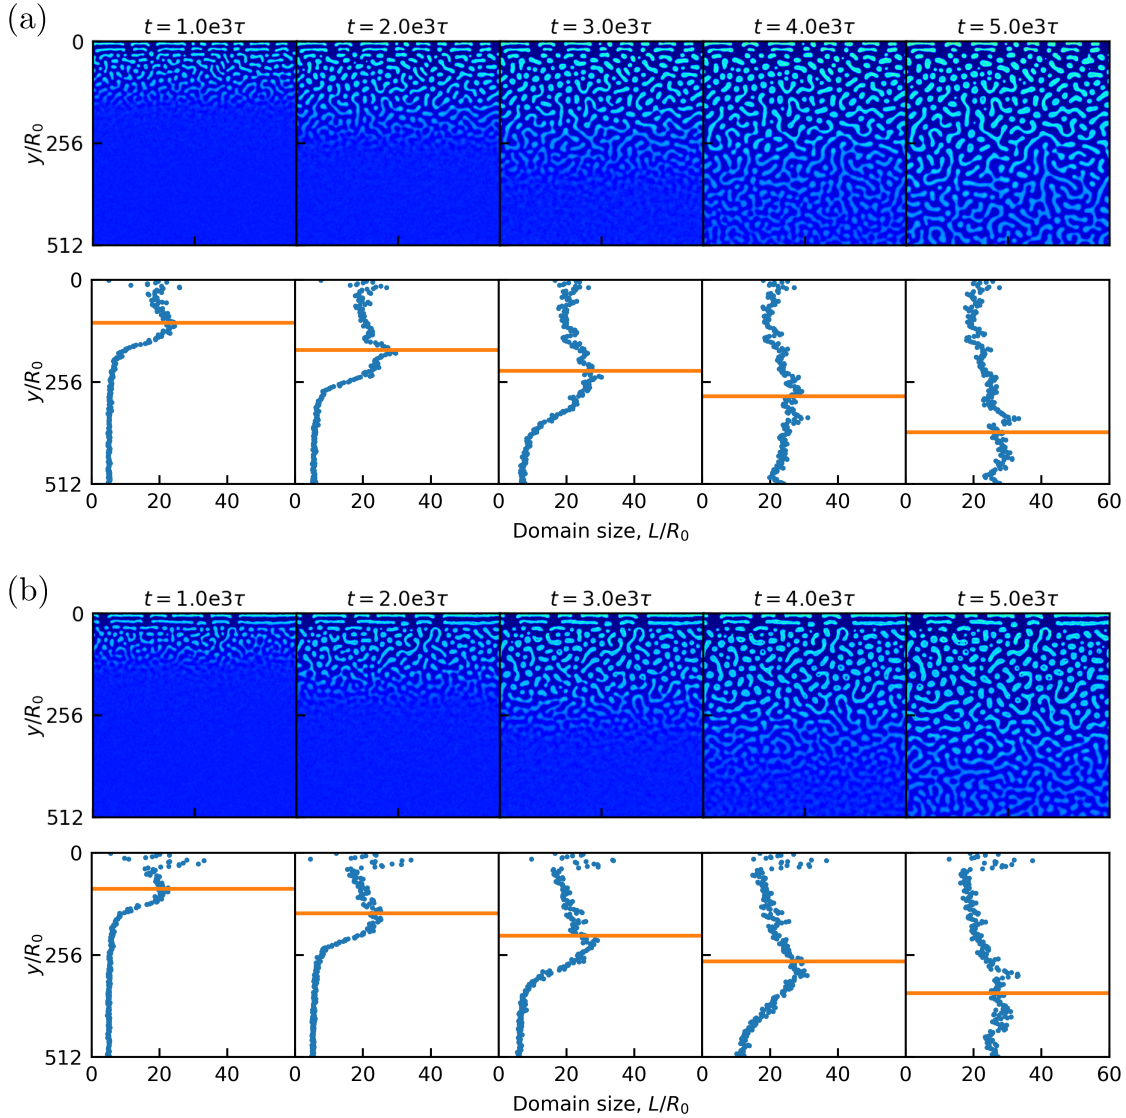 (a)
t = 1.0e3τ t = 2.0e3τ t = 3.0e3τ t = 4.0e3τ t = 5.0e3τ
0
y/R₀
256
512
0
y/R₀
256
512
0 20 40 0 20 40 0 20 40 0 20 40 0 20 40 60
Domain size, L/R₀
(b)
t = 1.0e3τ t = 2.0e3τ t = 3.0e3τ t = 4.0e3τ t = 5.0e3τ
0
y/R₀
256
512
0
y/R₀
256
512
0 20 40 0 20 40 0 20 40 0 20 40 0 20 40 60
Domain size, L/R₀